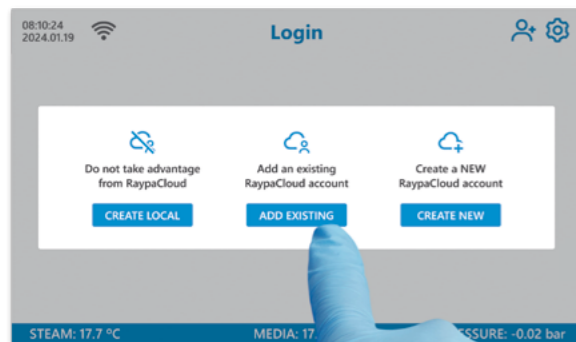 08:10:24
2024.01.19
Login
Do not take advantage
from RaypaCloud
CREATE LOCAL
Add an existing
RaypaCloud account
ADD EXISTING
Create a NEW
RaypaCloud account
CREATE NEW
STEAM: 17.7 ºC
MEDIA: 17.
-0.02 bar